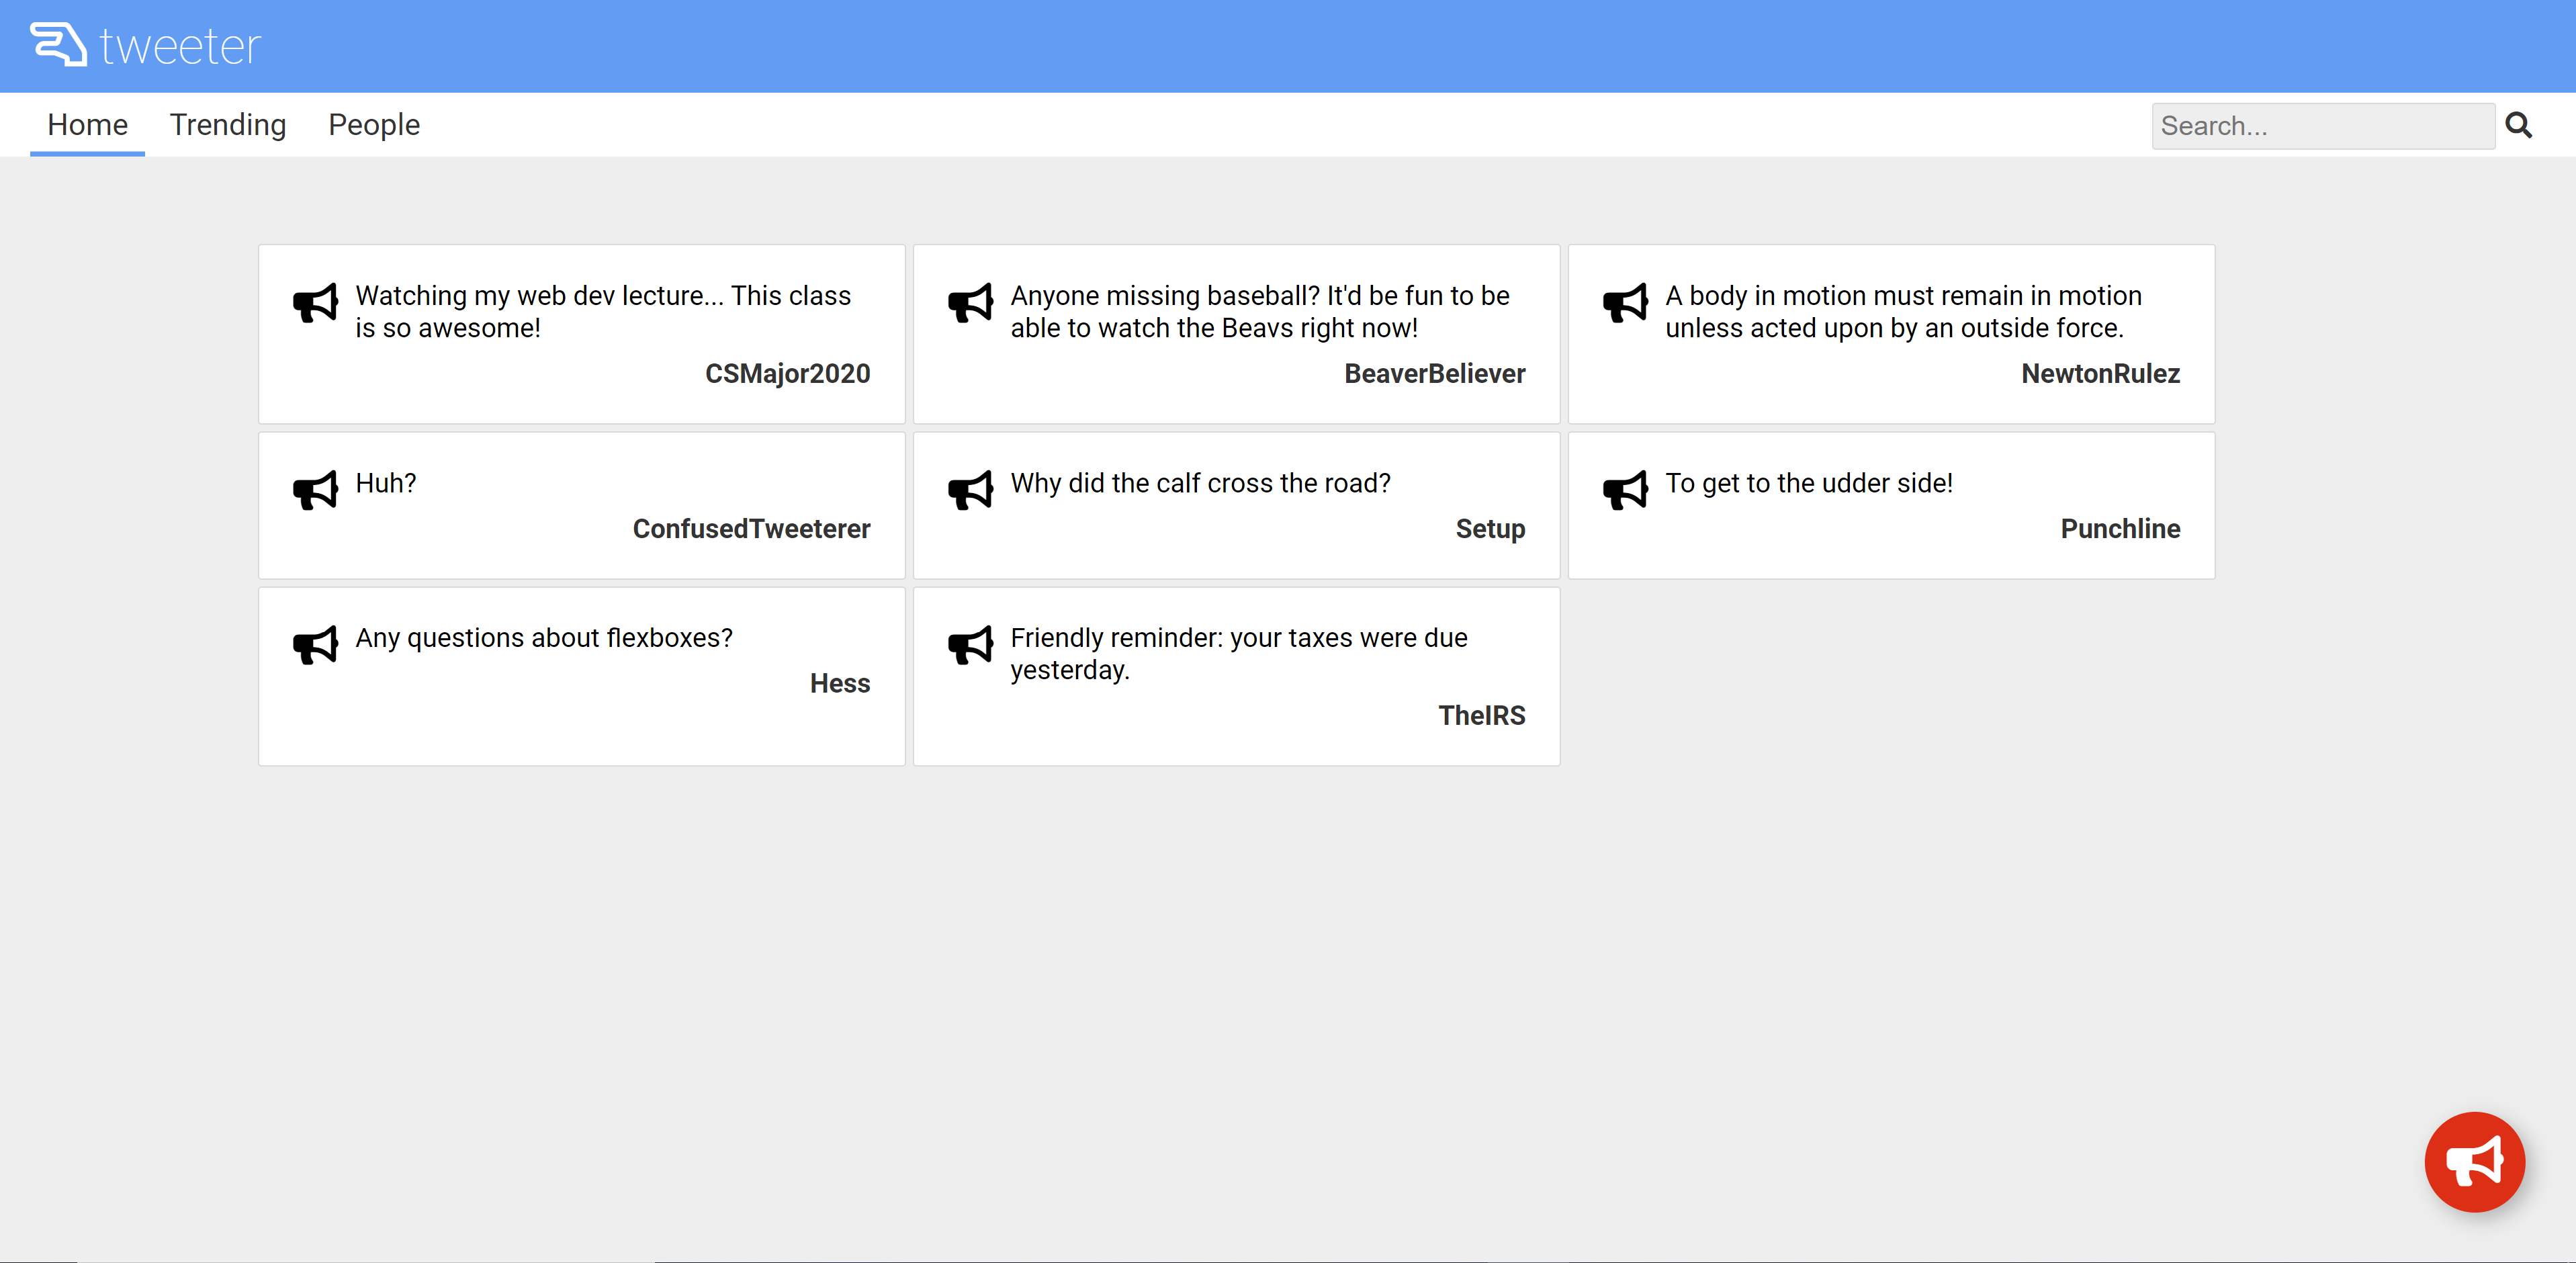 tweeter
Home Trending People Search...
Watching my web dev lecture... This class
is so awesome!
CSMajor2020
Anyone missing baseball? It'd be fun to be
able to watch the Beavs right now!
BeaverBeliever
A body in motion must remain in motion
unless acted upon by an outside force.
NewtonRulez
Huh?
ConfusedTweeterer
Why did the calf cross the road?
Setup
To get to the udder side!
Punchline
Any questions about flexboxes?
Hess
Friendly reminder: your taxes were due
yesterday.
TheIRS